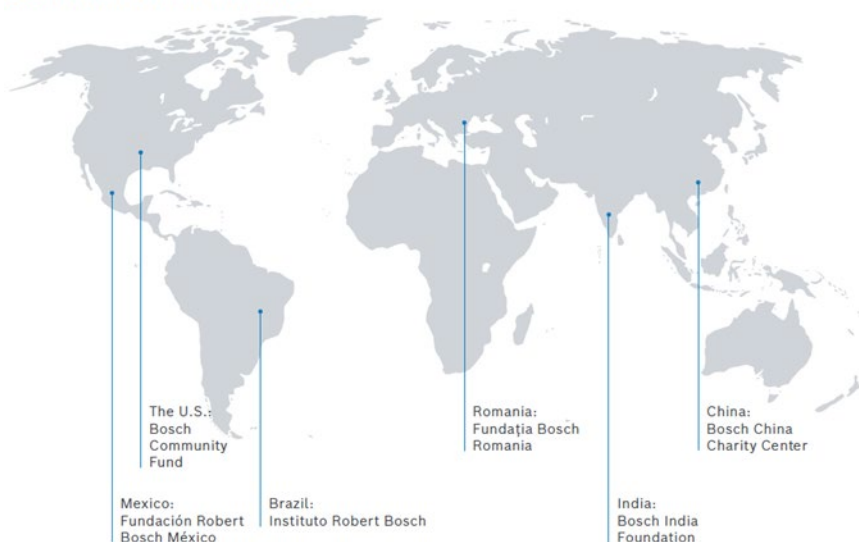 The U.S.:
Bosch
Community
Fund
Romania:
Fundația Bosch
Romania
China:
Bosch China
Charity Center
Mexico:
Fundación Robert
Bosch México
Brazil:
Instituto Robert Bosch
India:
Bosch India
Foundation